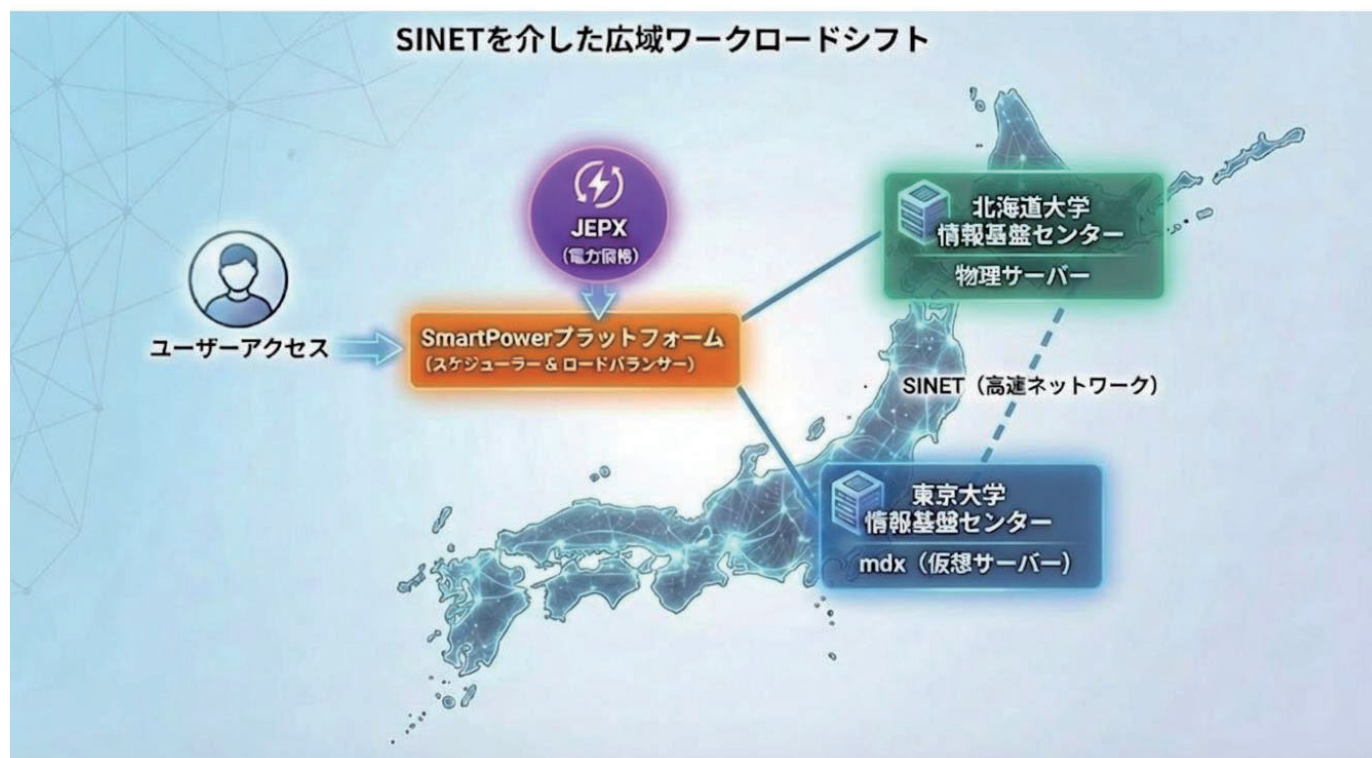 SINETを介した広域ワークロードシフト
JEPX
ユーザーアクセス
SmartPowerプラットフォーム
（スケジューラー & ロードバランサー）
北海道大学
情報基盤センター
物理サーバー
SINET（高速ネットワーク）
東京大学
情報基盤センター
mdx（仮想サーバー）